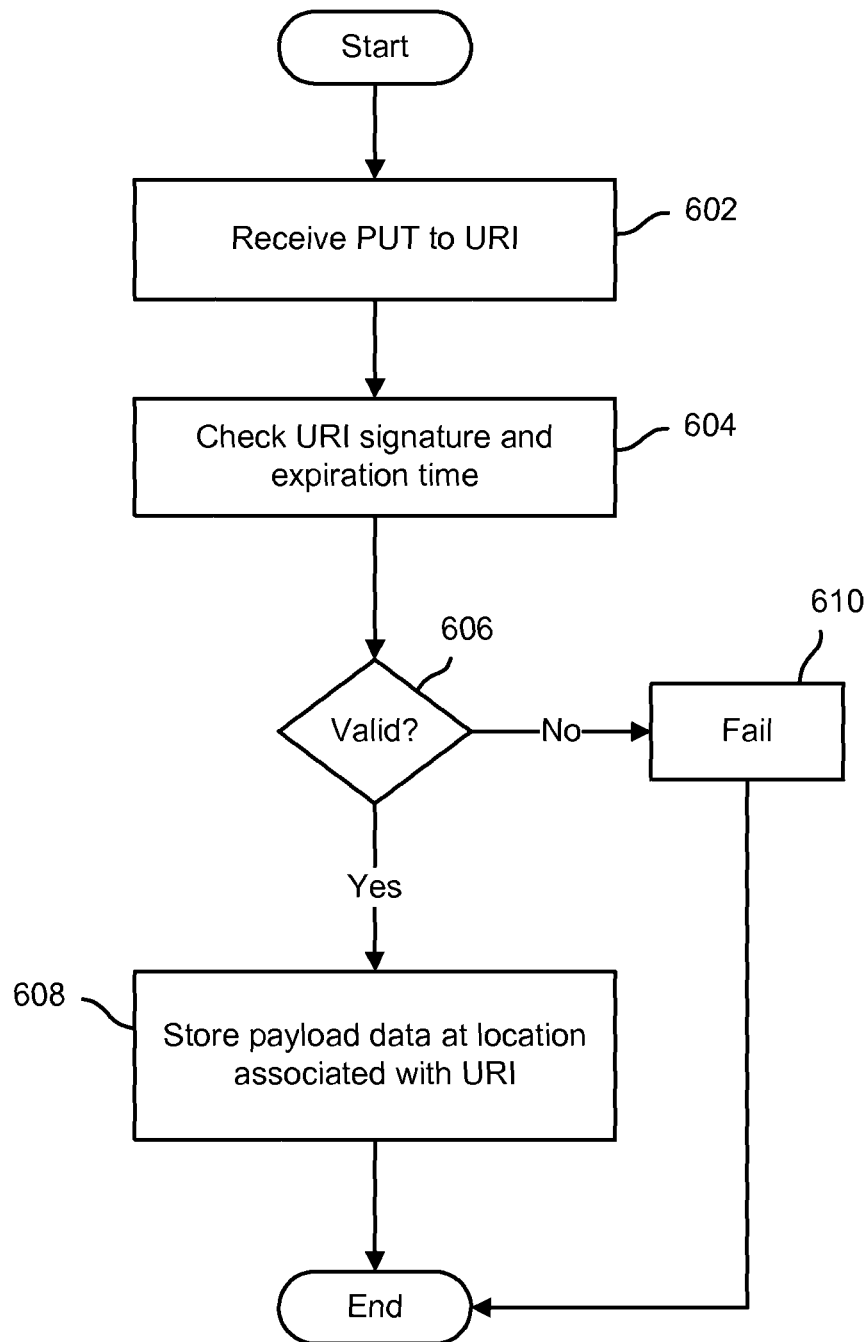 Start
Receive PUT to URI
602
Check URI signature and
expiration time
604
606
Valid?
No
610
Fail
Yes
608
Store payload data at location
associated with URI
End